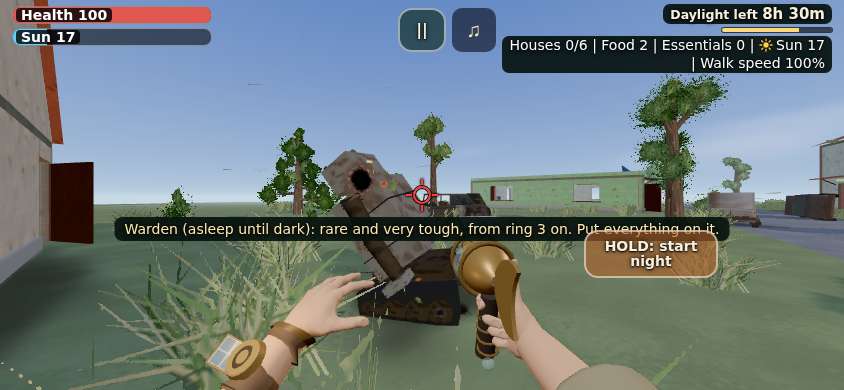 Health 100
Sun 17
Daylight left 8h 30m
Houses 0/6 | Food 2 | Essentials 0 | ☀ Sun 17
| Walk speed 100%
Warden (asleep until dark): rare and very tough, from ring 3 on. Put everything on it.
HOLD: start
night